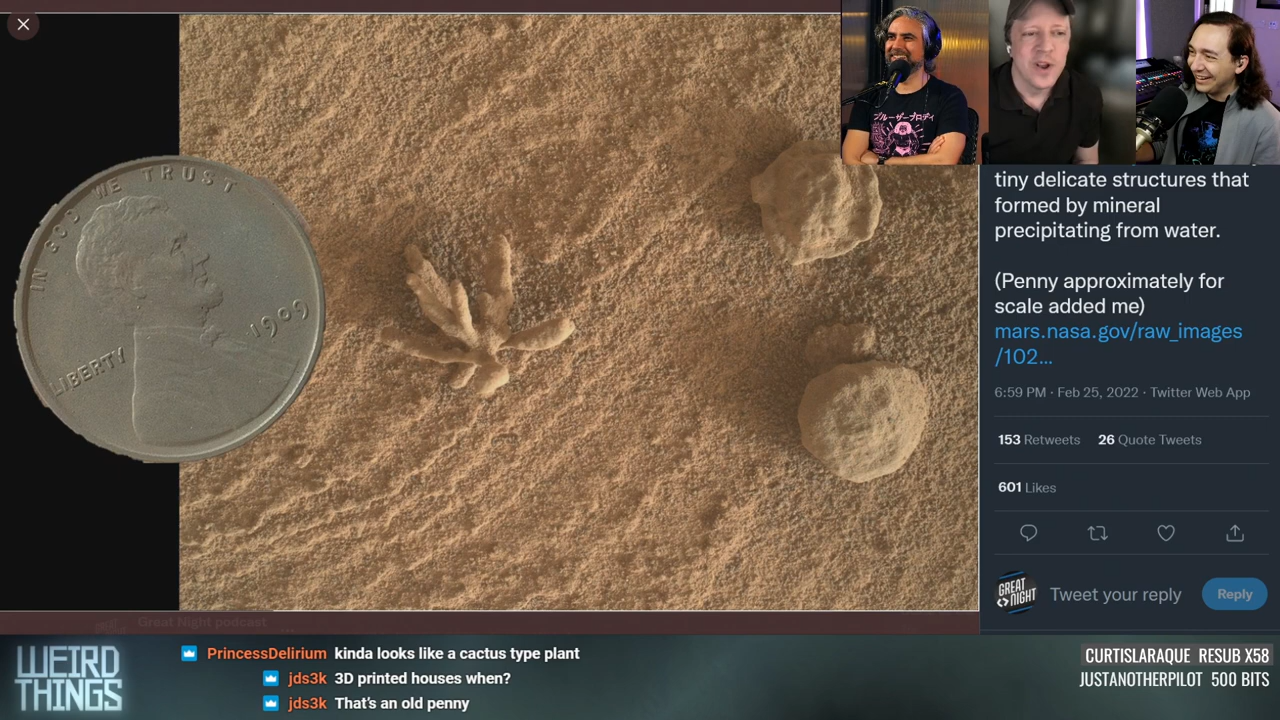 IN GOD WE TRUST
LIBERTY
1909
tiny delicate structures that
formed by mineral
precipitating from water.
(Penny approximately for
scale added me)
mars.nasa.gov/raw_images
/102...
6:59 PM · Feb 25, 2022 · Twitter Web App
153 Retweets 26 Quote Tweets
601 Likes
GREAT NIGHT
Tweet your reply
Reply
Great Night podcast
WEIRD
THINGS
PrincessDelirium kinda looks like a cactus type plant
jds3k 3D printed houses when?
jds3k That's an old penny
CURTISLARAQUE RESUB X58
JUSTANOTHERPILOT 500 BITS